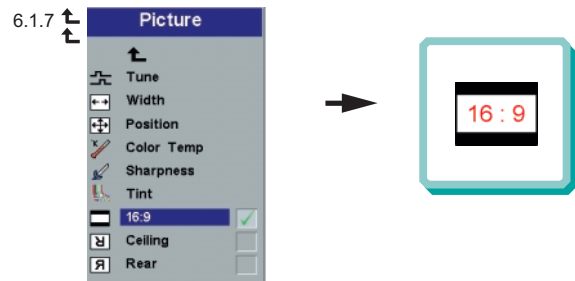 6.1.7
Picture
Tune
Width
Position
Color Temp
Sharpness
Tint
16:9
Ceiling
Rear
16 : 9